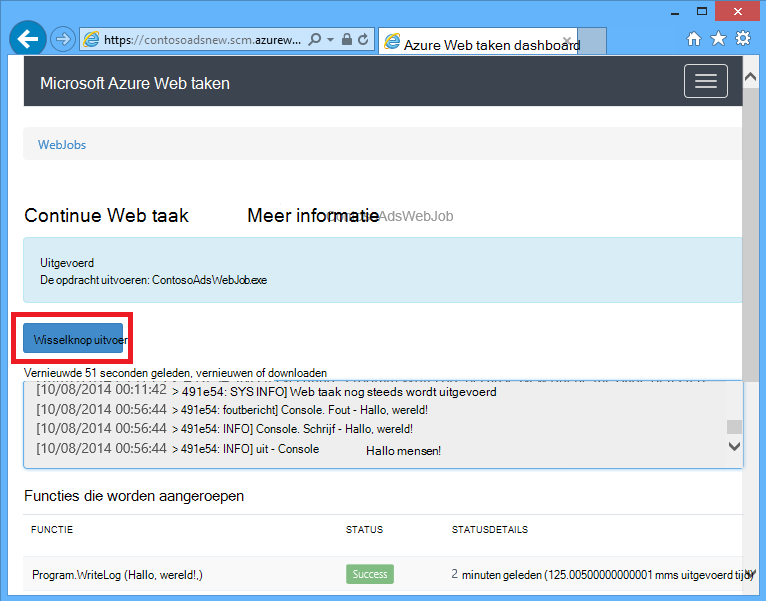 https://contosoadsnew.scm.azurew...
Azure Web taken dashboard
Microsoft Azure Web taken
WebJobs
Continue Web taak Meer informatie AdsWebJob
Uitgevoerd
De opdracht uitvoeren: ContosoAdsWebJob.exe
Wisselknop uitvoer
Vernieuwde 51 seconden geleden, vernieuwen of downloaden
[10/08/2014 00:11:42 > 491e54: SYS INFO] Web taak nog steeds wordt uitgevoerd
[10/08/2014 00:56:44 > 491e54: foutbericht] Console. Fout - Hallo, wereld!
[10/08/2014 00:56:44 > 491e54: INFO] Console. Schrijf - Hallo, wereld!
[10/08/2014 00:56:44 > 491e54: INFO] uit - Console Hallo mensen!
Functies die worden aangeroepen
FUNCTIE STATUS STATUSDETAILS
Program.WriteLog (Hallo, wereld!,) Success 2 minuten geleden (125.00500000000001 mms uitgevoerd tijd)